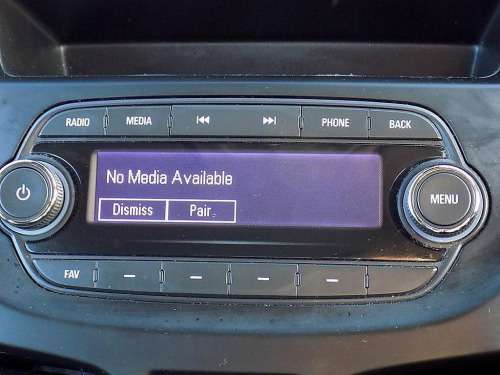 RADIO MEDIA PHONE BACK
No Media Available
Dismiss Pair
MENU
FAV